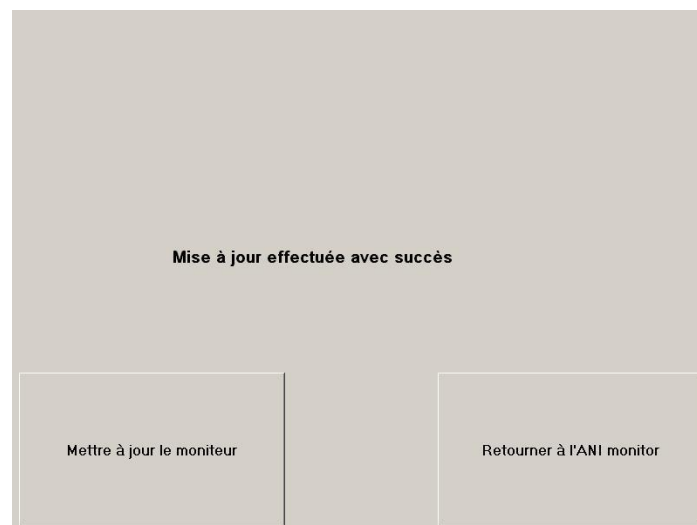 Mise à jour effectuée avec succès
Mettre à jour le moniteur
Retourner à l'ANI monitor